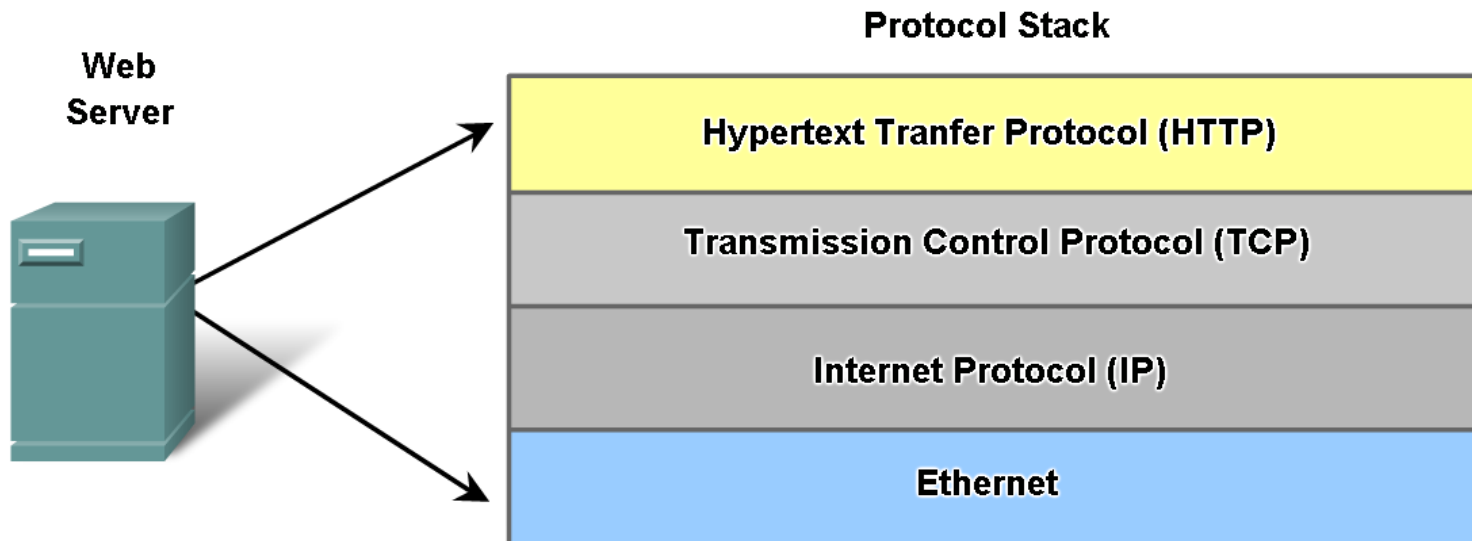 Protocol Stack
Web
Server
Hypertext Tranfer Protocol (HTTP)
Transmission Control Protocol (TCP)
Internet Protocol (IP)
Ethernet